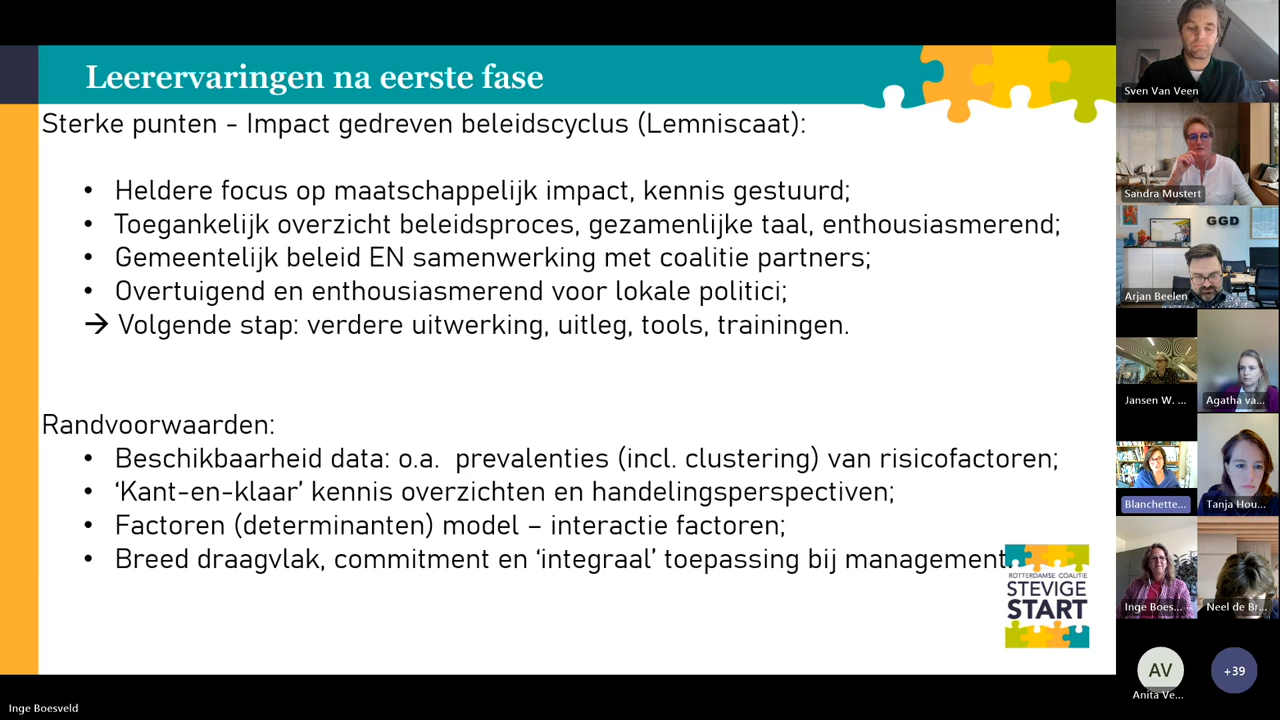 Leerervaringen na eerste fase
Sterke punten - Impact gedreven beleidscyclus (Lemniscaat):
• Heldere focus op maatschappelijk impact, kennis gestuurd;
• Toegankelijk overzicht beleidsproces, gezamenlijke taal, enthousiasmerend;
• Gemeentelijk beleid EN samenwerking met coalitie partners;
• Overtuigend en enthousiasmerend voor lokale politici;
→ Volgende stap: verdere uitwerking, uitleg, tools, trainingen.
Randvoorwaarden:
• Beschikbaarheid data: o.a. prevalenties (incl. clustering) van risicofactoren;
• ‘Kant-en-klaar’ kennis overzichten en handelingsperspectiven;
• Factoren (determinanten) model – interactie factoren;
• Breed draagvlak, commitment en ‘integraal’ toepassing bij management.
ROTTERDAMSE COALITIE
STEVIGE
START
Sven Van Veen
Sandra Mustert
GGD
Arjan Beelen
Jansen W. ...
Agatha va...
Blanchette...
Tanja Hou...
Inge Boes...
Neel de Br...
AV
Anita Ve...
+39
Inge Boesveld